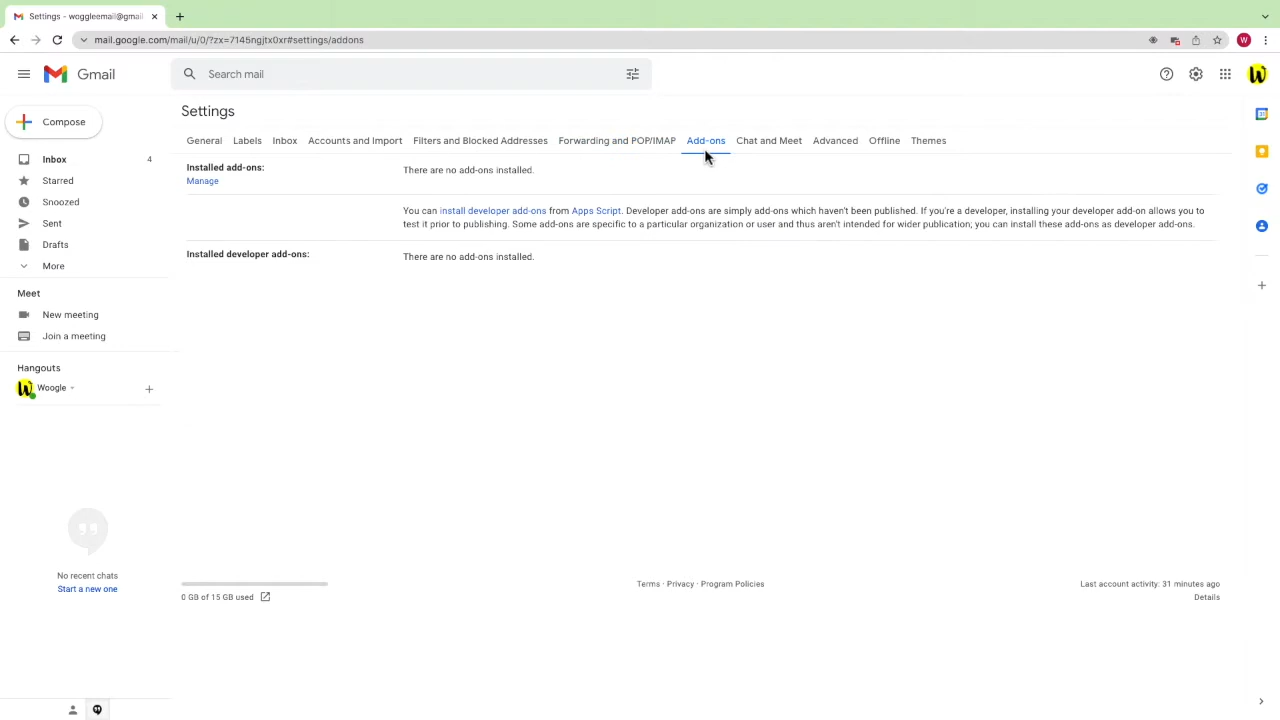 Settings - woggleemail@gmai
mail.google.com/mail/u/0/?zx=7145ngjtx0xr#settings/addons
W
Gmail
Search mail
Compose
Inbox 4
Starred
Snoozed
Sent
Drafts
More
Meet
New meeting
Join a meeting
Hangouts
Woogle
No recent chats
Start a new one
Settings
General Labels Inbox Accounts and Import Filters and Blocked Addresses Forwarding and POP/IMAP Add-ons Chat and Meet Advanced Offline Themes
Installed add-ons:
Manage
There are no add-ons installed.
You can install developer add-ons from Apps Script. Developer add-ons are simply add-ons which haven't been published. If you're a developer, installing your developer add-on allows you to
test it prior to publishing. Some add-ons are specific to a particular organization or user and thus aren't intended for wider publication; you can install these add-ons as developer add-ons.
Installed developer add-ons:
There are no add-ons installed.
0 GB of 15 GB used
Terms · Privacy · Program Policies
Last account activity: 31 minutes ago
Details